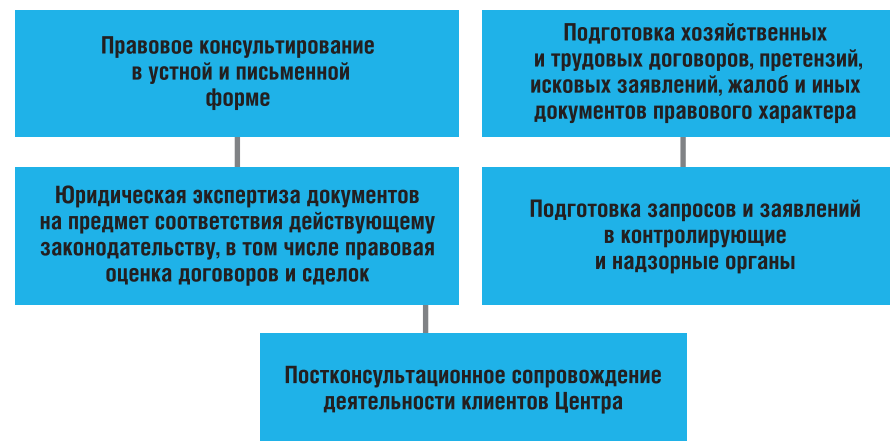 Правовое консультирование
в устной и письменной
форме
Подготовка хозяйственных
и трудовых договоров, претензий,
исковых заявлений, жалоб и иных
документов правового характера
Юридическая экспертиза документов
на предмет соответствия действующему
законодательству, в том числе правовая
оценка договоров и сделок
Подготовка запросов и заявлений
в контролирующие
и надзорные органы
Постконсультационное сопровождение
деятельности клиентов Центра